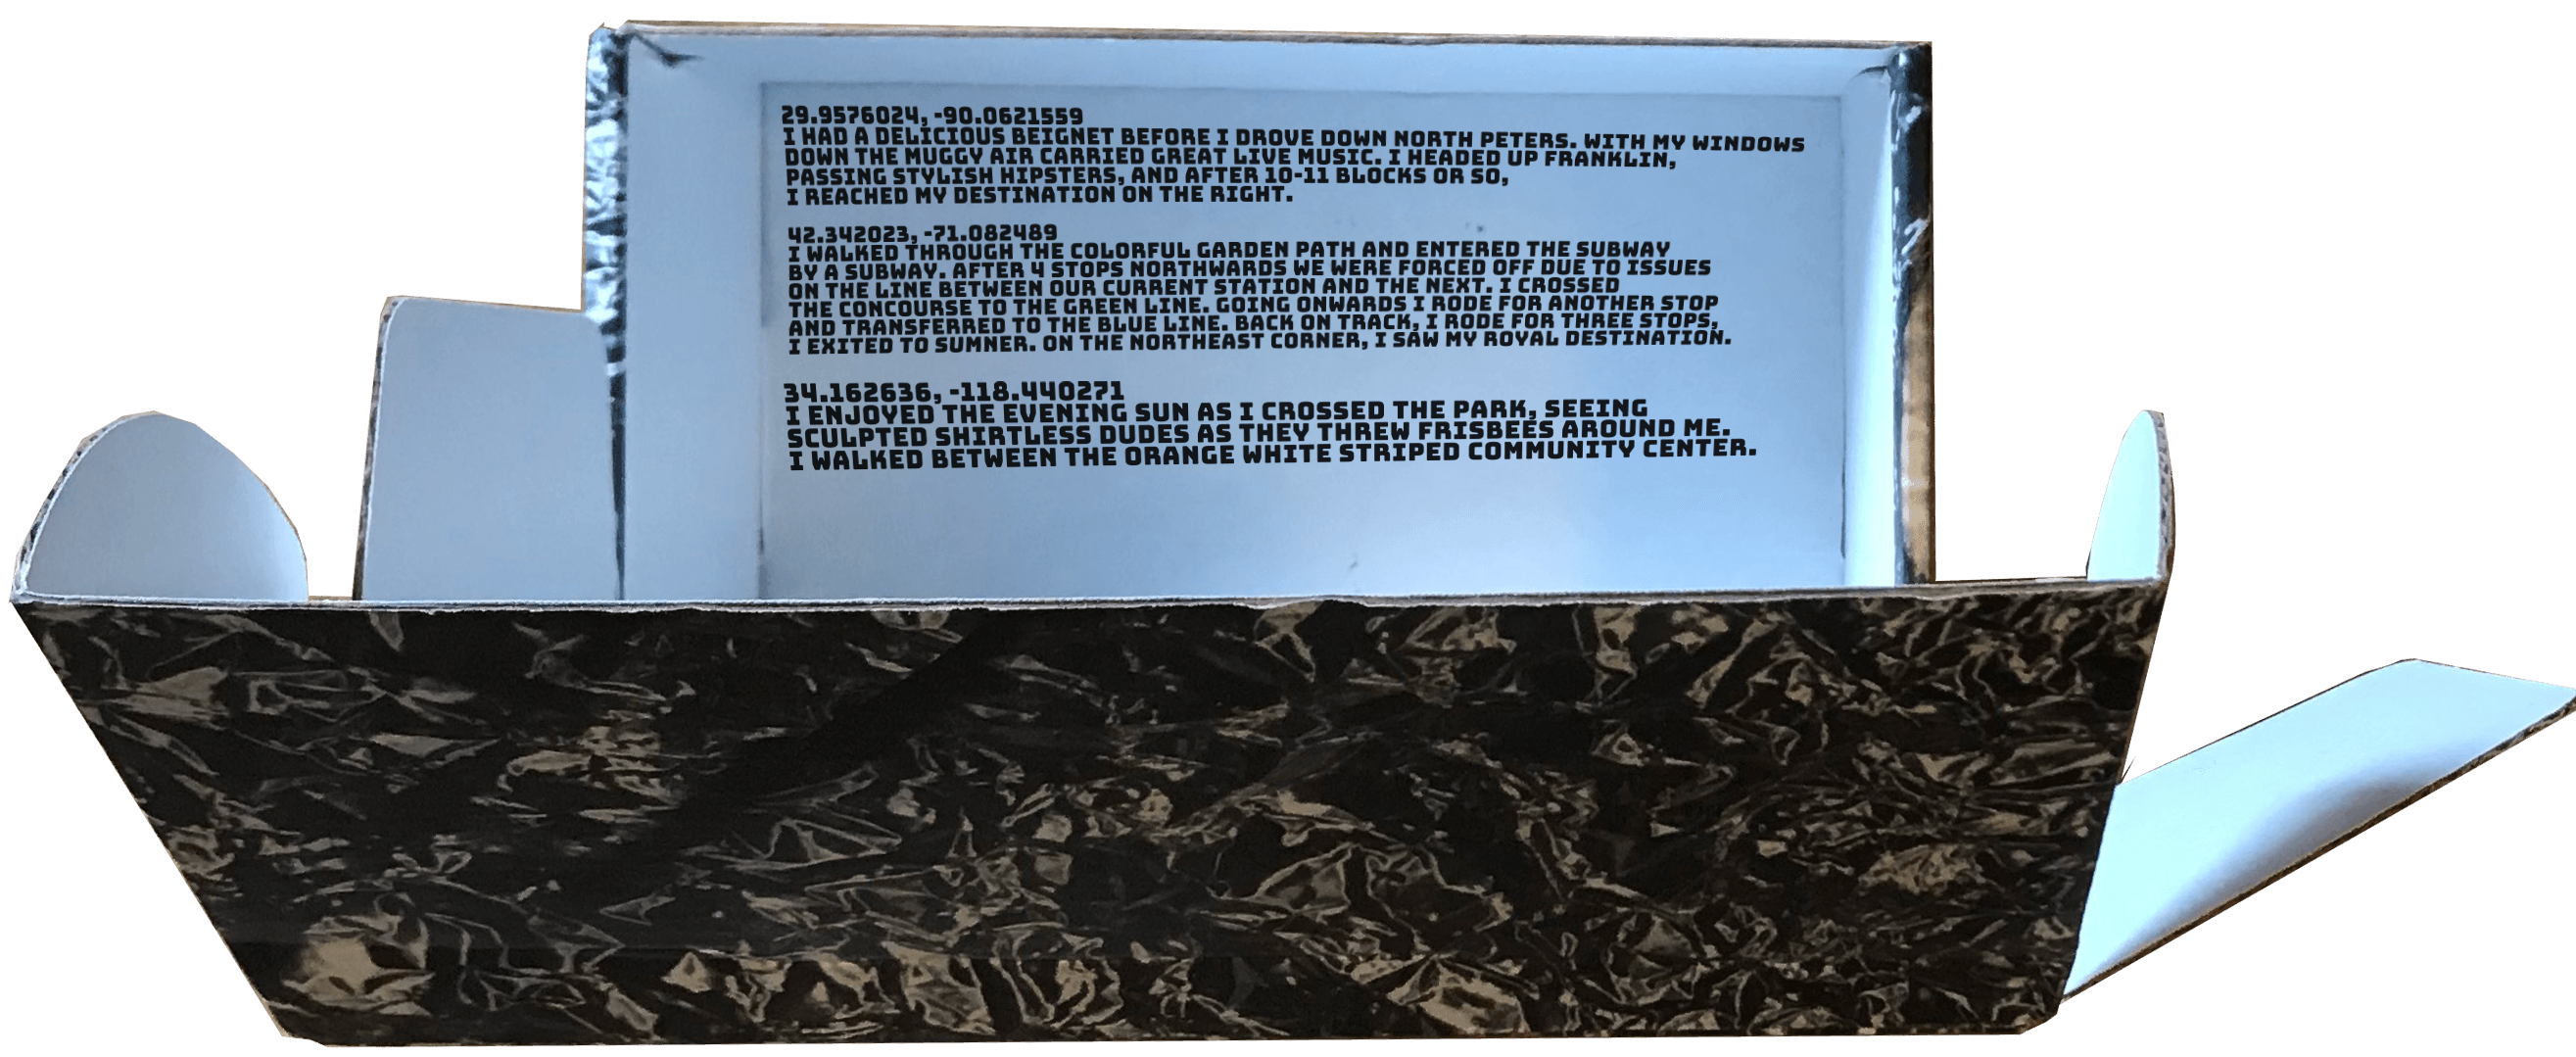 29.9576024, -90.0621559
I HAD A DELICIOUS BEIGNET BEFORE I DROVE DOWN NORTH PETERS. WITH MY WINDOWS
DOWN THE MUGGY AIR CARRIED GREAT LIVE MUSIC. I HEADED UP FRANKLIN,
PASSING STYLISH HIPSTERS, AND AFTER 10-11 BLOCKS OR SO,
I REACHED MY DESTINATION ON THE RIGHT.
42.342023, -71.082489
I WALKED THROUGH THE COLORFUL GARDEN PATH AND ENTERED THE SUBWAY
BY A SUBWAY. AFTER 4 STOPS NORTHWARDS WE WERE FORCED OFF DUE TO ISSUES
ON THE LINE BETWEEN OUR CURRENT STATION AND THE NEXT. I CROSSED
THE CONCOURSE TO THE GREEN LINE. GOING ONWARDS I RODE FOR ANOTHER STOP
AND TRANSFERRED TO THE BLUE LINE. BACK ON TRACK, I RODE FOR THREE STOPS,
I EXITED TO SUMNER. ON THE NORTHEAST CORNER, I SAW MY ROYAL DESTINATION.
34.162636, -118.440271
I ENJOYED THE EVENING SUN AS I CROSSED THE PARK, SEEING
SCULPTED SHIRTLESS DUDES AS THEY THREW FRISBEES AROUND ME.
I WALKED BETWEEN THE ORANGE WHITE STRIPED COMMUNITY CENTER.